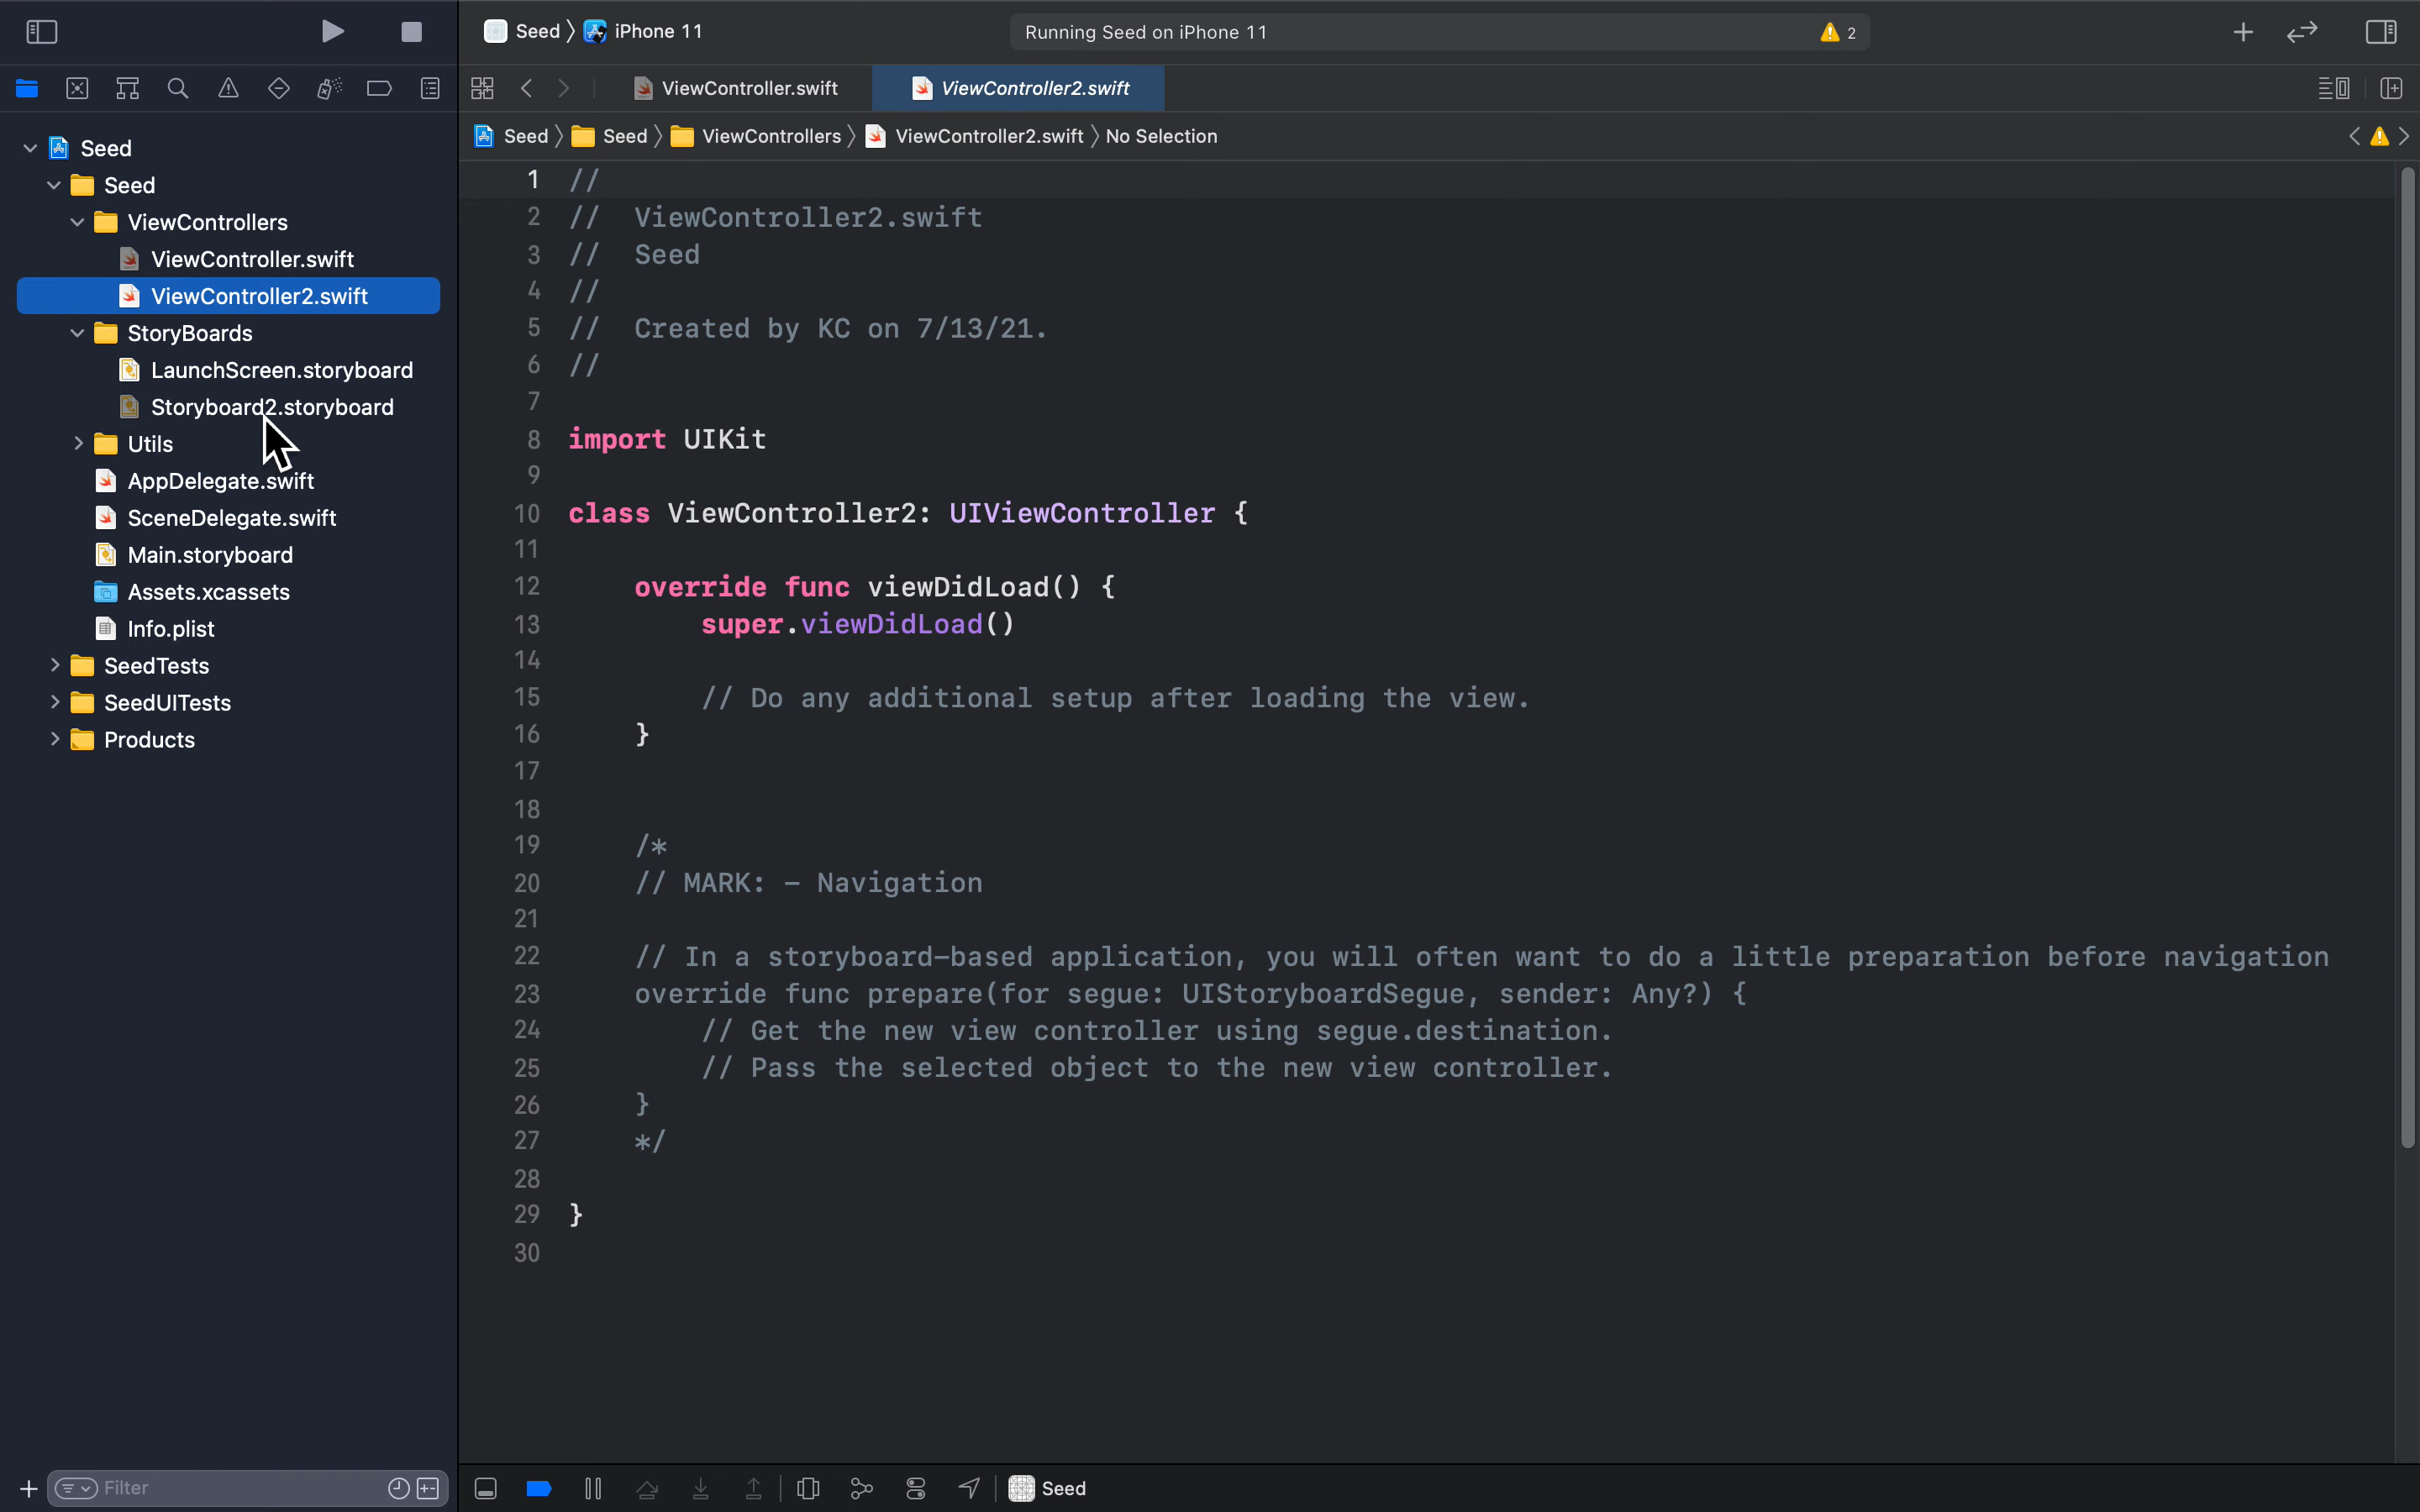 Seed iPhone 11
Running Seed on iPhone 11
2
ViewController.swift
ViewController2.swift
Seed
Seed
ViewControllers
ViewController.swift
ViewController2.swift
StoryBoards
LaunchScreen.storyboard
Storyboard2.storyboard
Utils
AppDelegate.swift
SceneDelegate.swift
Main.storyboard
Assets.xcassets
Info.plist
SeedTests
SeedUITests
Products
Filter
Seed Seed ViewControllers ViewController2.swift No Selection
1 //
2 //  ViewController2.swift
3 //  Seed
4 //
5 //  Created by KC on 7/13/21.
6 //
7
8 import UIKit
9
10 class ViewController2: UIViewController {
11
12     override func viewDidLoad() {
13         super.viewDidLoad()
14
15         // Do any additional setup after loading the view.
16     }
17
18
19     /*
20     // MARK: - Navigation
21
22     // In a storyboard-based application, you will often want to do a little preparation before navigation
23     override func prepare(for segue: UIStoryboardSegue, sender: Any?) {
24         // Get the new view controller using segue.destination.
25         // Pass the selected object to the new view controller.
26     }
27     */
28
29 }
30
Seed